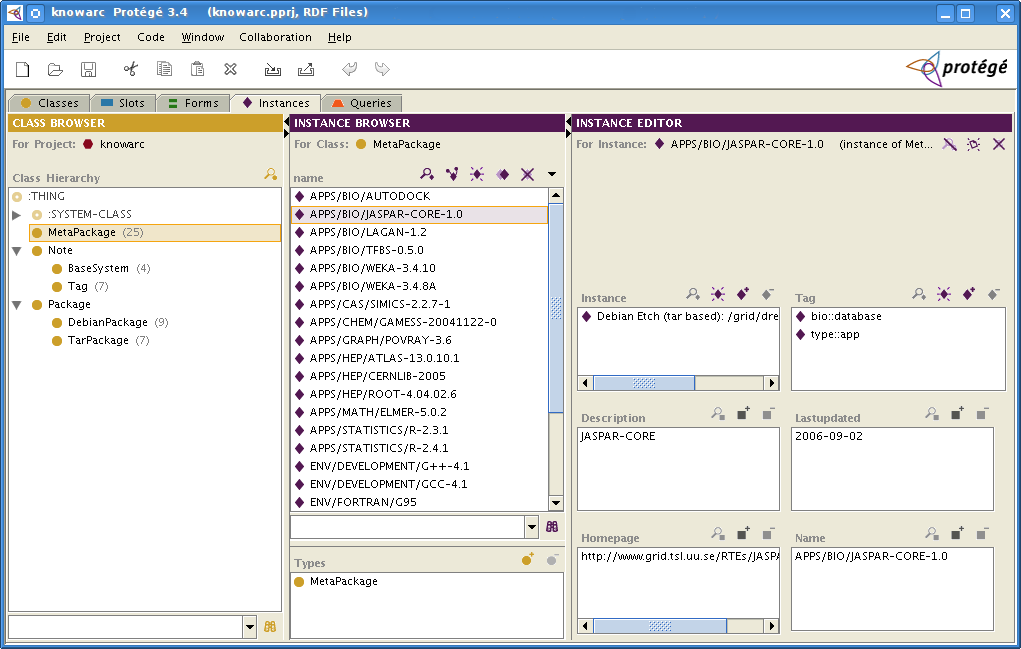 knowarc Protégé 3.4 (knowarc.pprj, RDF Files)
File Edit Project Code Window Collaboration Help
protégé
Classes Slots Forms Instances Queries
CLASS BROWSER
For Project: knowarc
Class Hierarchy
:THING
:SYSTEM-CLASS
MetaPackage (25)
Note
BaseSystem (4)
Tag (7)
Package
DebianPackage (9)
TarPackage (7)
INSTANCE BROWSER
For Class: MetaPackage
name
APPS/BIO/AUTODOCK
APPS/BIO/JASPAR-CORE-1.0
APPS/BIO/LAGAN-1.2
APPS/BIO/TFBS-0.5.0
APPS/BIO/WEKA-3.4.10
APPS/BIO/WEKA-3.4.8A
APPS/CAS/SIMICS-2.2.7-1
APPS/CHEM/GAMESS-20041122-0
APPS/GRAPH/POVRAY-3.6
APPS/HEP/ATLAS-13.0.10.1
APPS/HEP/CERNLIB-2005
APPS/HEP/ROOT-4.04.02.6
APPS/MATH/ELMER-5.0.2
APPS/STATISTICS/R-2.3.1
APPS/STATISTICS/R-2.4.1
ENV/DEVELOPMENT/G++-4.1
ENV/DEVELOPMENT/GCC-4.1
ENV/FORTRAN/G95
Types
MetaPackage
INSTANCE EDITOR
For Instance: APPS/BIO/JASPAR-CORE-1.0 (instance of Met...
Instance
Debian Etch (tar based): /grid/dre
Tag
bio::database
type::app
Description
JASPAR-CORE
Lastupdated
2006-09-02
Homepage
http://www.grid.tsl.uu.se/RTEs/JASPA
Name
APPS/BIO/JASPAR-CORE-1.0